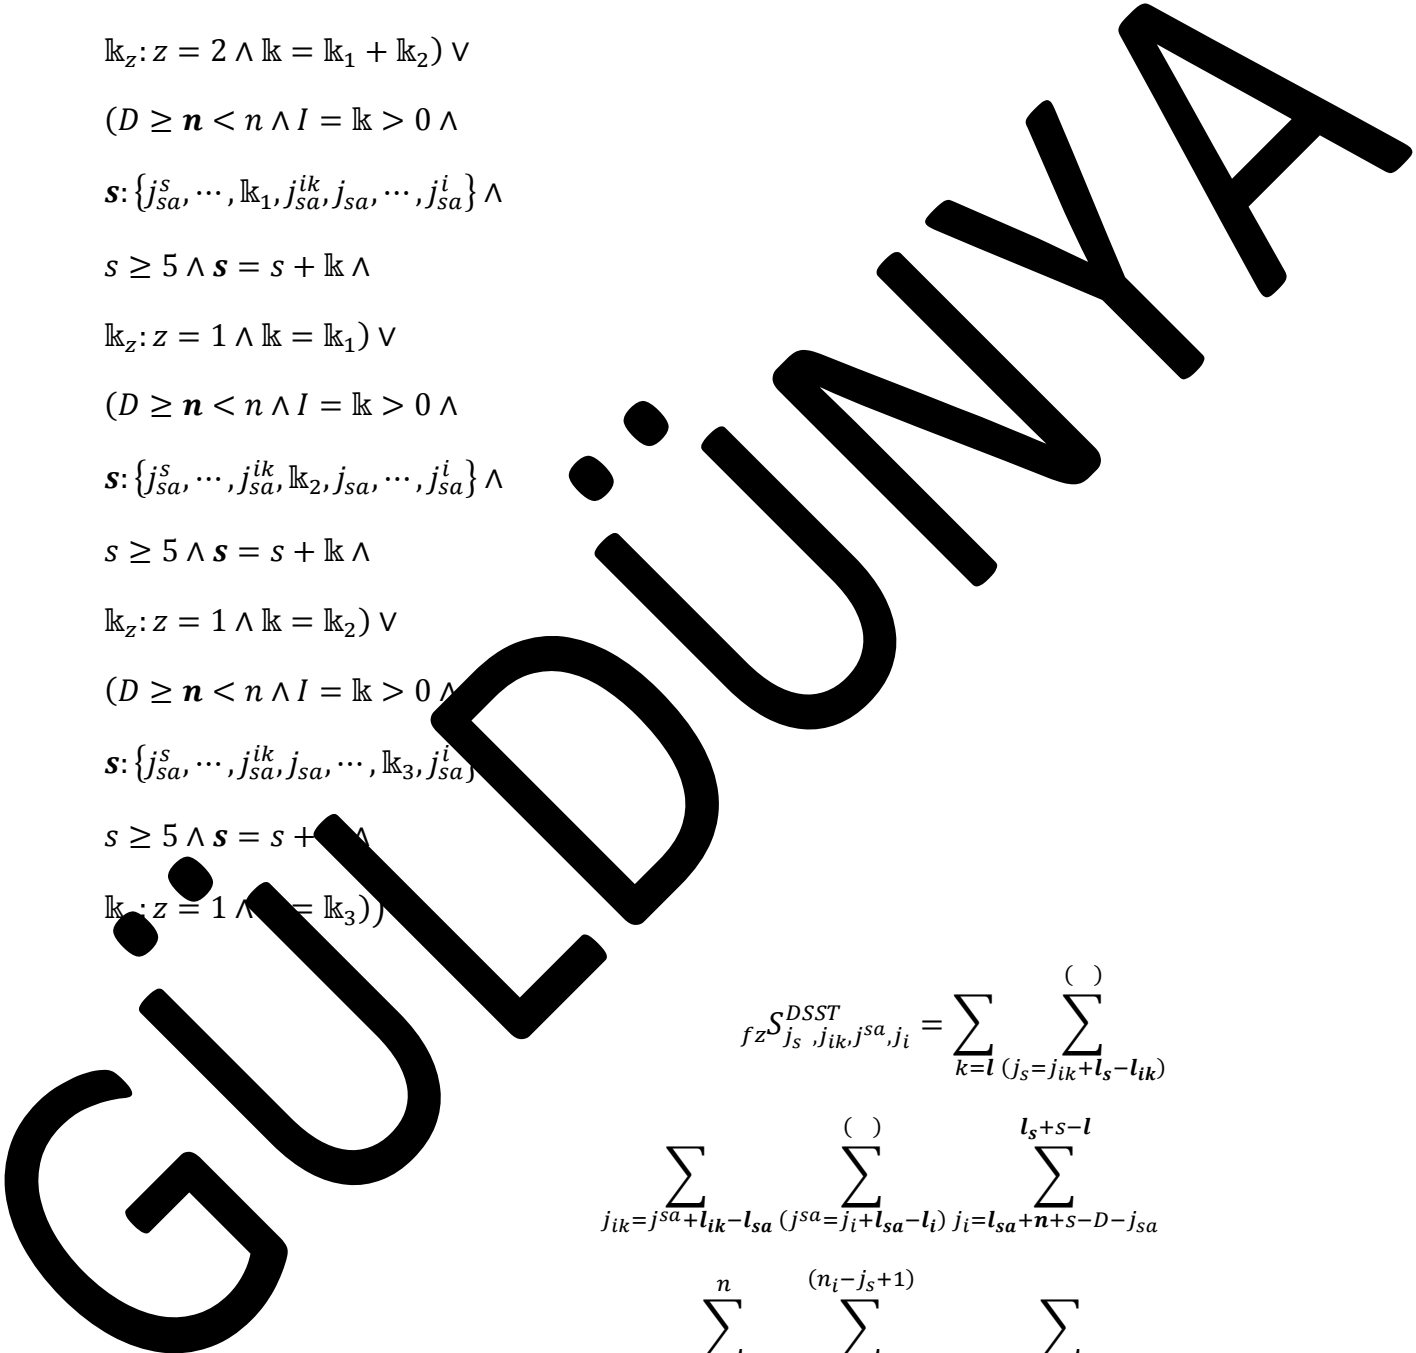 𝕜_z: z = 2 ∧ 𝕜 = 𝕜_1 + 𝕜_2) ∨
(D ≥ 𝒏 < n ∧ I = 𝕜 > 0 ∧
𝒔: {j_{sa}^{s}, ⋯, 𝕜_1, j_{sa}^{ik}, j_{sa}, ⋯, j_{sa}^{i}} ∧
s ≥ 5 ∧ 𝒔 = s + 𝕜 ∧
𝕜_z: z = 1 ∧ 𝕜 = 𝕜_1) ∨
(D ≥ 𝒏 < n ∧ I = 𝕜 > 0 ∧
𝒔: {j_{sa}^{s}, ⋯, j_{sa}^{ik}, 𝕜_2, j_{sa}, ⋯, j_{sa}^{i}} ∧
s ≥ 5 ∧ 𝒔 = s + 𝕜 ∧
𝕜_z: z = 1 ∧ 𝕜 = 𝕜_2) ∨
(D ≥ 𝒏 < n ∧ I = 𝕜 > 0 ∧
𝒔: {j_{sa}^{s}, ⋯, j_{sa}^{ik}, j_{sa}, ⋯, 𝕜_3, j_{sa}^{i}}
s ≥ 5 ∧ 𝒔 = s + ∧
𝕜 : z = 1 ∧ = 𝕜_3))
_{fz}S_{j_s, j_{ik}, j^{sa}, j_i}^{DSST} = ∑_{k=𝒍} ∑_{(j_s=j_{ik}+𝒍_𝒔−𝒍_{𝒊𝒌})}^{( )}
∑_{j_{ik}=j^{sa}+𝒍_{𝒊𝒌}−𝒍_{𝒔𝒂}} ∑_{(j^{sa}=j_i+𝒍_{𝒔𝒂}−𝒍_𝒊)}^{( )} ∑_{j_i=𝒍_{𝒔𝒂}+𝒏+s−D−j_{sa}}^{𝒍_𝒔+s−𝒍}
∑^{n} ∑^{(n_i−j_s+1)} ∑
GÜLDÜNYA